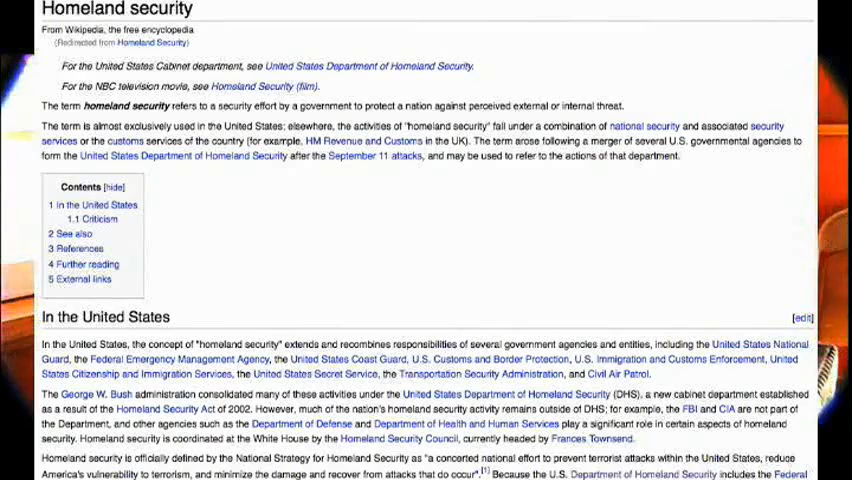 Homeland security
From Wikipedia, the free encyclopedia
(Redirected from Homeland Security)
For the United States Cabinet department, see United States Department of Homeland Security.
For the NBC television movie, see Homeland Security (film).
The term homeland security refers to a security effort by a government to protect a nation against perceived external or internal threat.
The term is almost exclusively used in the United States; elsewhere, the activities of "homeland security" fall under a combination of national security and associated security
services or the customs services of the country (for example, HM Revenue and Customs in the UK). The term arose following a merger of several U.S. governmental agencies to
form the United States Department of Homeland Security after the September 11 attacks, and may be used to refer to the actions of that department.
Contents [hide]
1 In the United States
1.1 Criticism
2 See also
3 References
4 Further reading
5 External links
In the United States
[edit]
In the United States, the concept of "homeland security" extends and recombines responsibilities of several government agencies and entities, including the United States National
Guard, the Federal Emergency Management Agency, the United States Coast Guard, U.S. Customs and Border Protection, U.S. Immigration and Customs Enforcement, United
States Citizenship and Immigration Services, the United States Secret Service, the Transportation Security Administration, and Civil Air Patrol.
The George W. Bush administration consolidated many of these activities under the United States Department of Homeland Security (DHS), a new cabinet department established
as a result of the Homeland Security Act of 2002. However, much of the nation's homeland security activity remains outside of DHS; for example, the FBI and CIA are not part of
the Department, and other agencies such as the Department of Defense and Department of Health and Human Services play a significant role in certain aspects of homeland
security. Homeland security is coordinated at the White House by the Homeland Security Council, currently headed by Frances Townsend.
Homeland security is officially defined by the National Strategy for Homeland Security as "a concerted national effort to prevent terrorist attacks within the United States, reduce
America's vulnerability to terrorism, and minimize the damage and recover from attacks that do occur".[1] Because the U.S. Department of Homeland Security includes the Federal